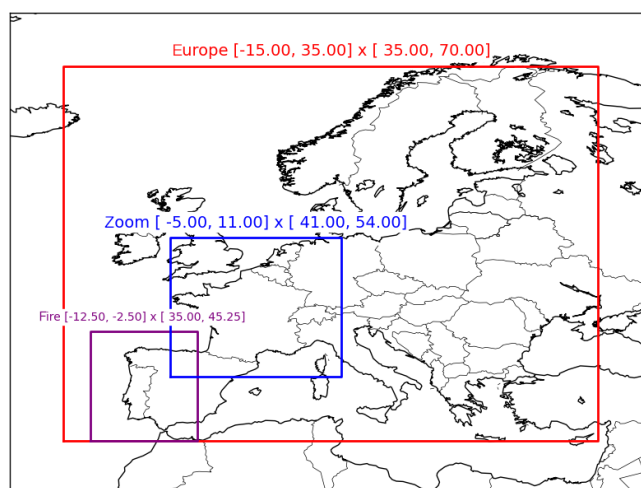 Europe [-15.00, 35.00] x [ 35.00, 70.00]
Zoom [ -5.00, 11.00] x [ 41.00, 54.00]
Fire [-12.50, -2.50] x [ 35.00, 45.25]